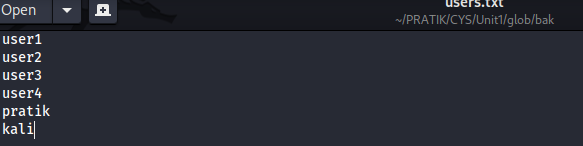 Open
users.txt
~/PRATIK/CYS/Unit1/glob/bak
user1
user2
user3
user4
pratik
kali